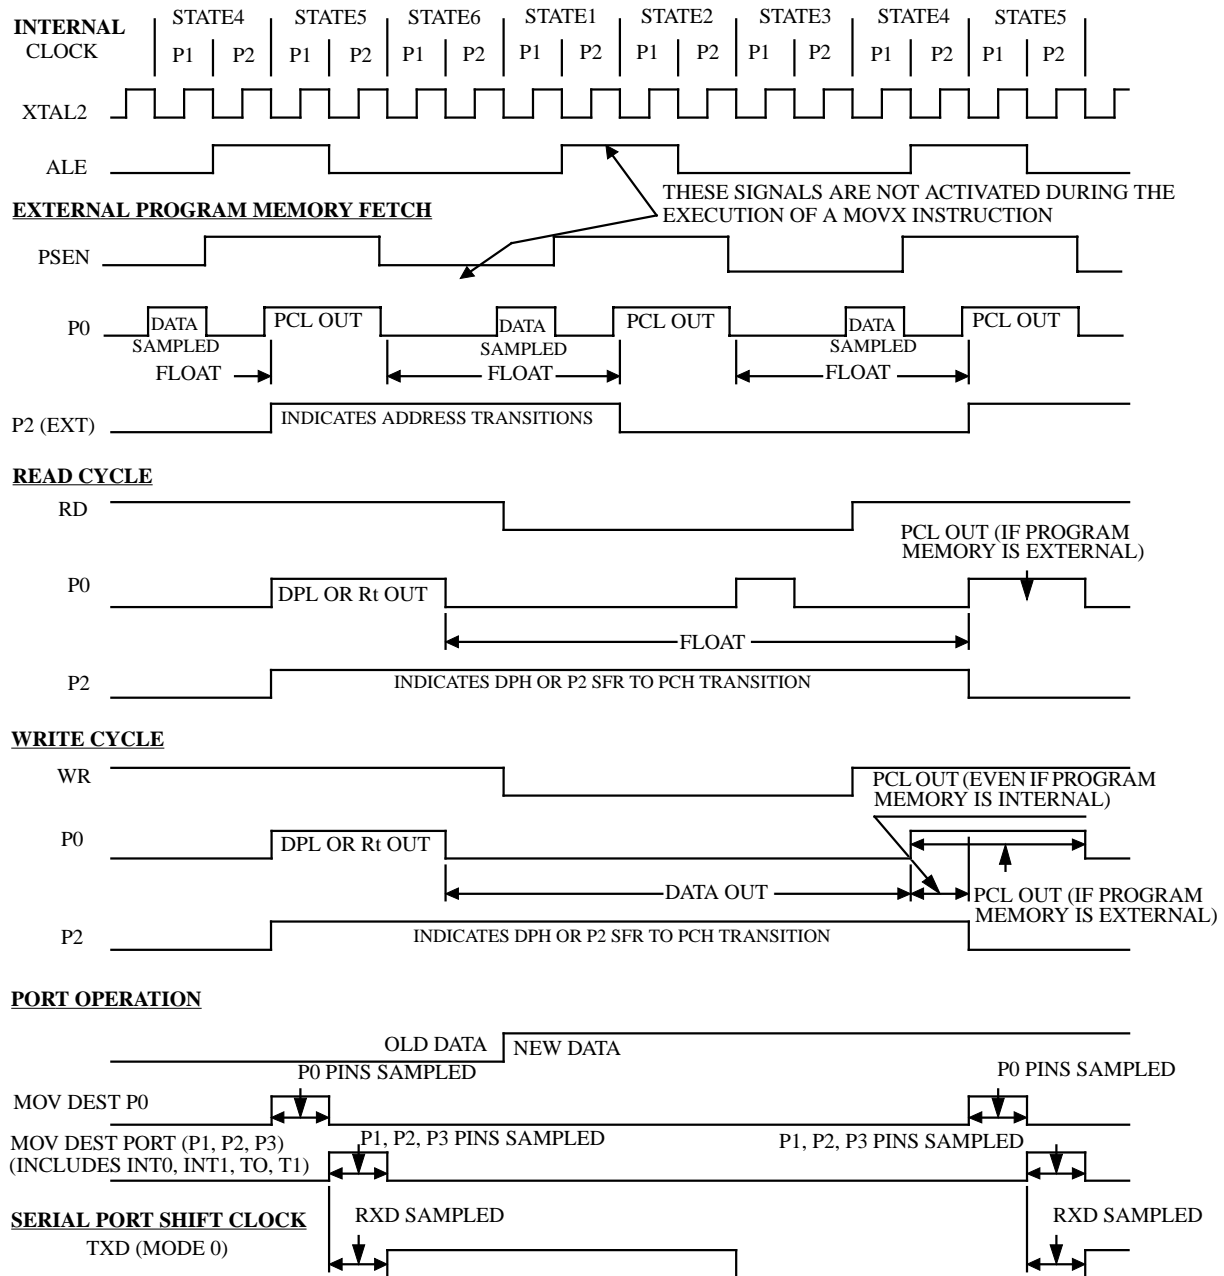 INTERNAL
CLOCK
STATE4 STATE5 STATE6 STATE1 STATE2 STATE3 STATE4 STATE5
P1 P2 P1 P2 P1 P2 P1 P2 P1 P2 P1 P2 P1 P2 P1 P2
XTAL2
ALE
THESE SIGNALS ARE NOT ACTIVATED DURING THE
EXECUTION OF A MOVX INSTRUCTION
EXTERNAL PROGRAM MEMORY FETCH
PSEN
P0
DATA PCL OUT DATA PCL OUT DATA PCL OUT
SAMPLED SAMPLED SAMPLED
FLOAT FLOAT FLOAT
P2 (EXT)
INDICATES ADDRESS TRANSITIONS
READ CYCLE
RD
PCL OUT (IF PROGRAM
MEMORY IS EXTERNAL)
P0
DPL OR Rt OUT
FLOAT
P2
INDICATES DPH OR P2 SFR TO PCH TRANSITION
WRITE CYCLE
WR
PCL OUT (EVEN IF PROGRAM
MEMORY IS INTERNAL)
P0
DPL OR Rt OUT
DATA OUT
PCL OUT (IF PROGRAM
MEMORY IS EXTERNAL)
P2
INDICATES DPH OR P2 SFR TO PCH TRANSITION
PORT OPERATION
OLD DATA NEW DATA
P0 PINS SAMPLED P0 PINS SAMPLED
MOV DEST P0
MOV DEST PORT (P1, P2, P3)
(INCLUDES INT0, INT1, TO, T1)
P1, P2, P3 PINS SAMPLED P1, P2, P3 PINS SAMPLED
SERIAL PORT SHIFT CLOCK
TXD (MODE 0)
RXD SAMPLED RXD SAMPLED